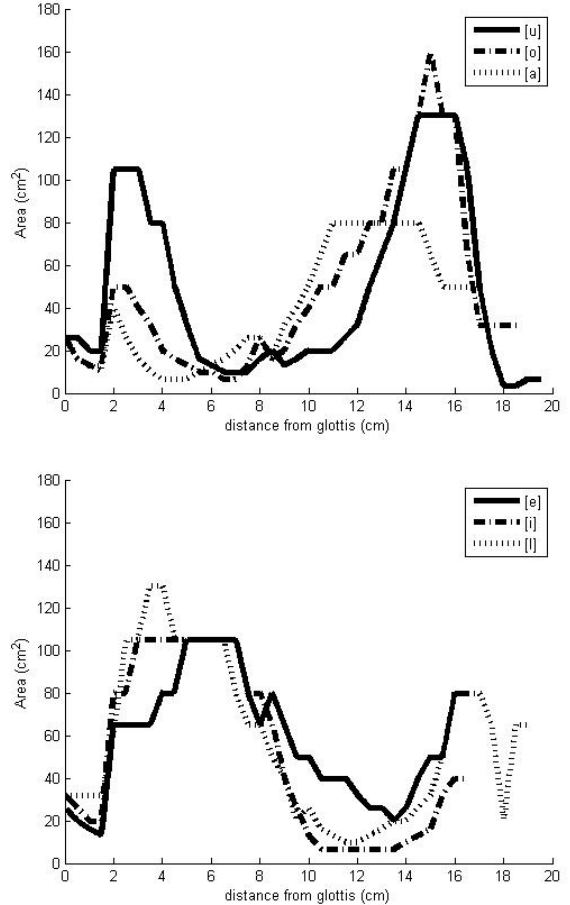 180
160
140
120
100
80
60
40
20
0
Area (cm²)
0 2 4 6 8 10 12 14 16 18 20
distance from glottis (cm)
[u]
[o]
[a]
180
160
140
120
100
80
60
40
20
0
Area (cm²)
0 2 4 6 8 10 12 14 16 18 20
distance from glottis (cm)
[e]
[i]
[I]